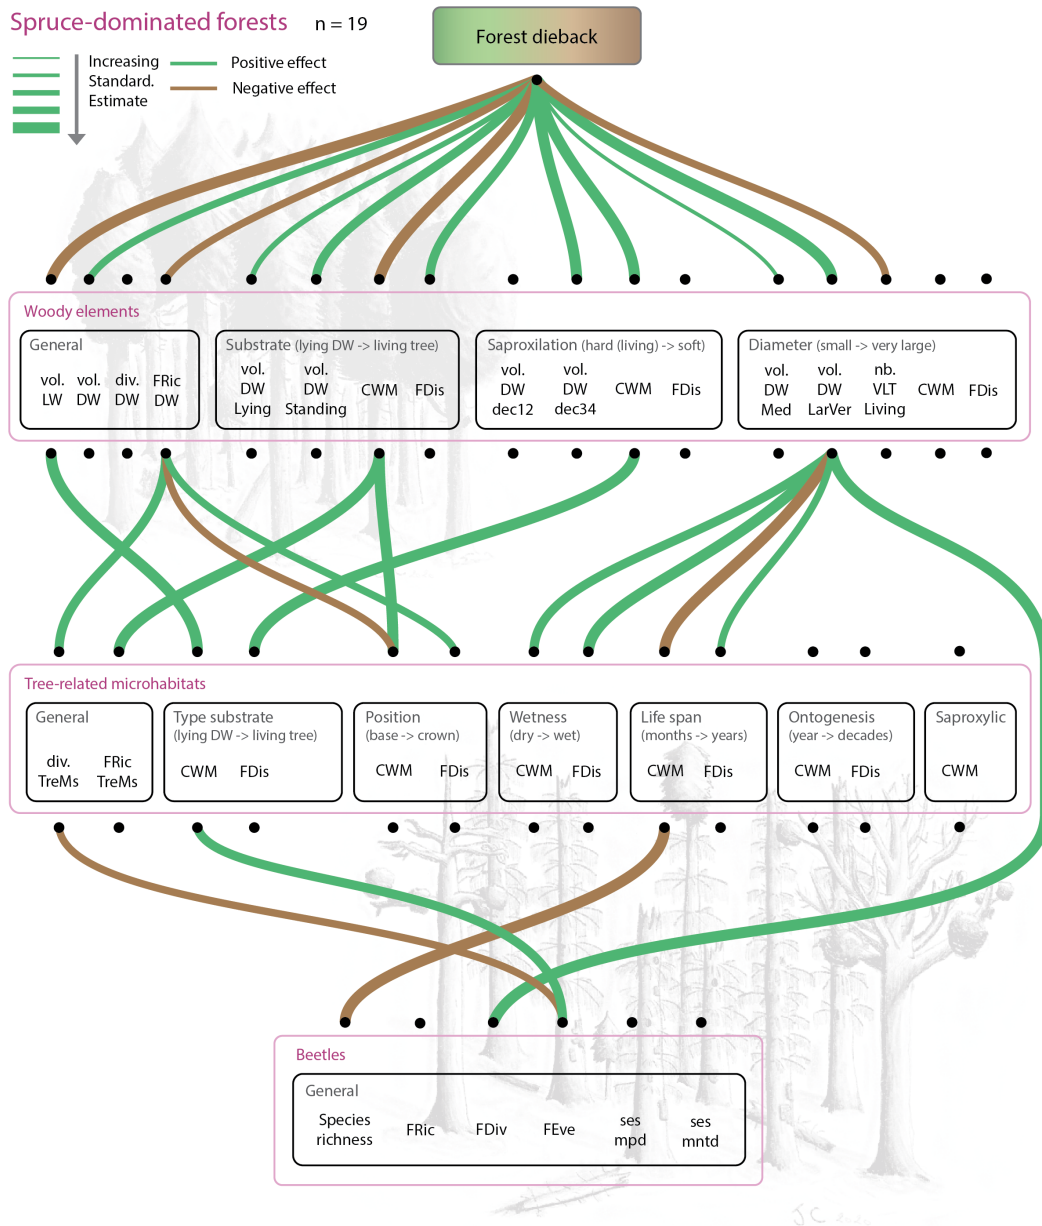 Spruce-dominated forests n = 19
Forest dieback
Increasing
Standard.
Estimate
Positive effect
Negative effect
Woody elements
General
vol.
LW
vol.
DW
div.
DW
FRic
DW
Substrate (lying DW -> living tree)
vol.
DW
Lying
vol.
DW
Standing
CWM
FDis
Saproxilation (hard (living) -> soft)
vol.
DW
dec12
vol.
DW
dec34
CWM
FDis
Diameter (small -> very large)
vol.
DW
Med
vol.
DW
LarVer
nb.
VLT
Living
CWM
FDis
Tree-related microhabitats
General
div.
TreMs
FRic
TreMs
Type substrate
(lying DW -> living tree)
CWM
FDis
Position
(base -> crown)
CWM
FDis
Wetness
(dry -> wet)
CWM
FDis
Life span
(months -> years)
CWM
FDis
Ontogenesis
(year -> decades)
CWM
FDis
Saproxylic
CWM
Beetles
General
Species
richness
FRic
FDiv
FEve
ses
mpd
ses
mntd
JC